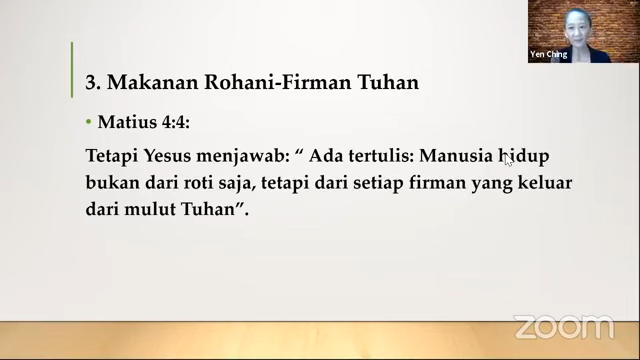 Yen Ching
3. Makanan Rohani-Firman Tuhan
• Matius 4:4:
Tetapi Yesus menjawab: “ Ada tertulis: Manusia hidup
bukan dari roti saja, tetapi dari setiap firman yang keluar
dari mulut Tuhan”.
zoom